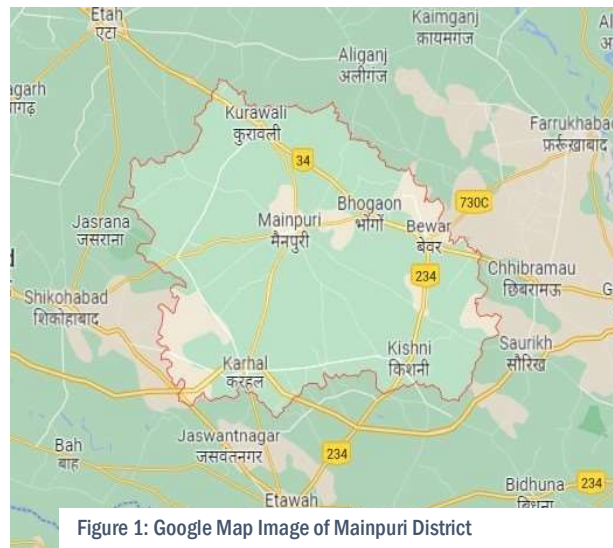 Etah
एटा
Kaimganj
कायमगंज
Aliganj
अलीगंज
Kurawali
कुरावली
Farrukhabad
फ़र्रूखाबाद
34
Bhogaon
भोंगाँव
730C
Mainpuri
मैनपुरी
Jasrana
जसराना
Bewar
बेवर
234
Chhibramau
छिबरामऊ
Shikohabad
शिकोहाबाद
Saurikh
सौरिख
Kishni
किशनी
Karhal
करहल
Jaswantnagar
जसवंतनगर
Bah
बाह
234
Bidhuna
234
Etawah
Figure 1: Google Map Image of Mainpuri District